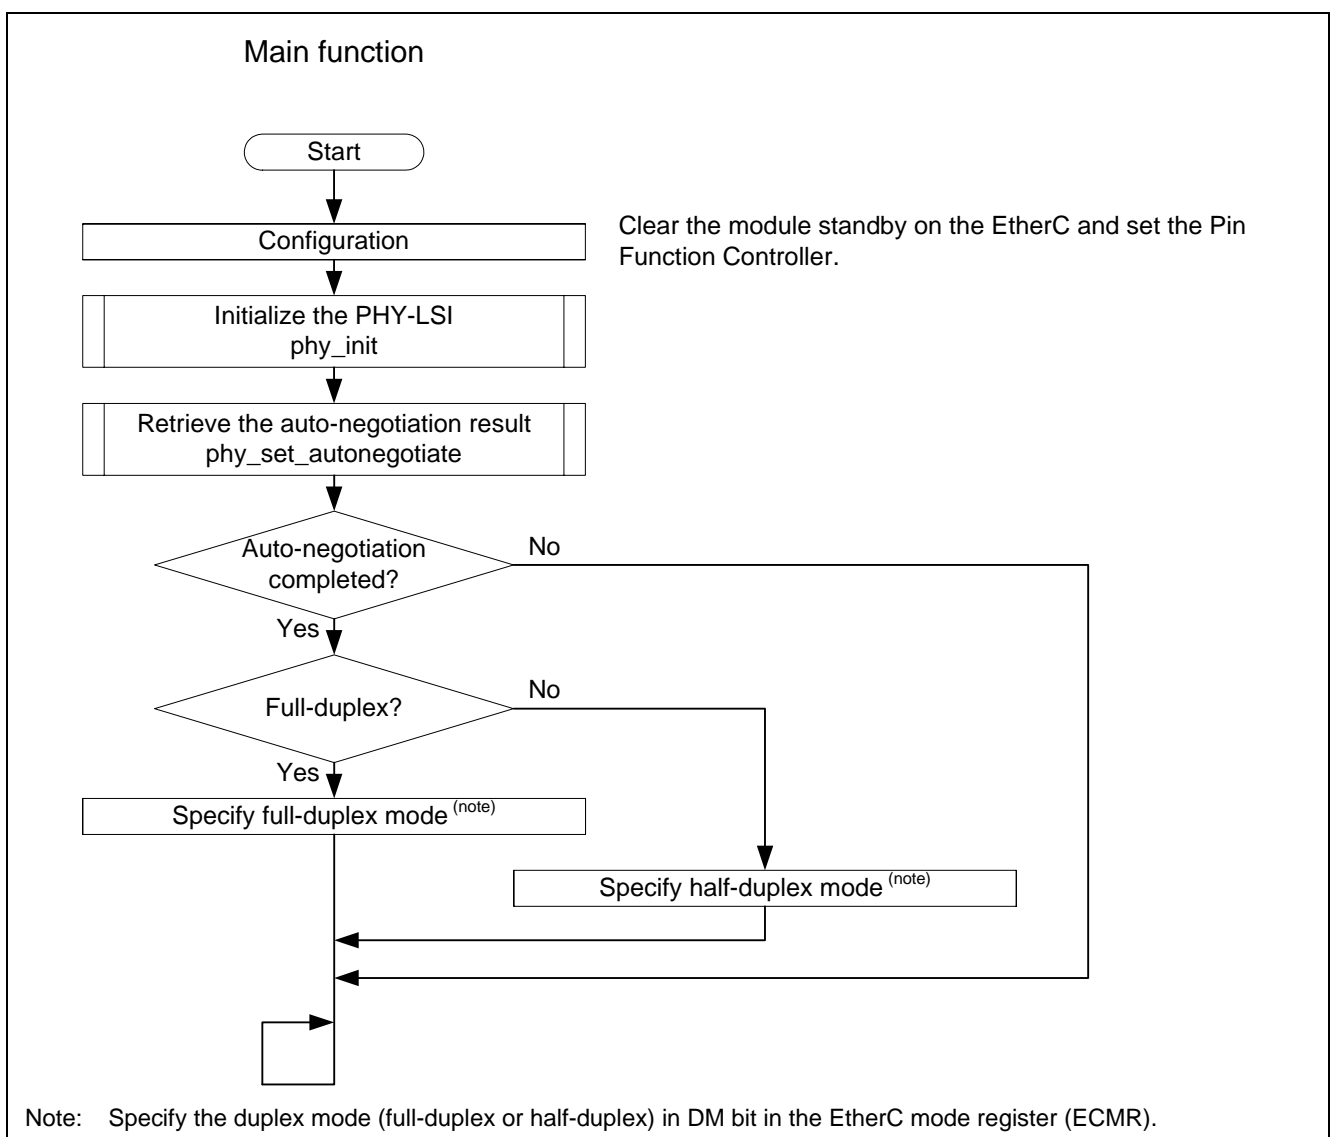 Main function
Start
Configuration
Clear the module standby on the EtherC and set the Pin
Function Controller.
Initialize the PHY-LSI
phy_init
Retrieve the auto-negotiation result
phy_set_autonegotiate
Auto-negotiation
completed?
No
Yes
Full-duplex?
No
Yes
Specify full-duplex mode (note)
Specify half-duplex mode (note)
Note: Specify the duplex mode (full-duplex or half-duplex) in DM bit in the EtherC mode register (ECMR).